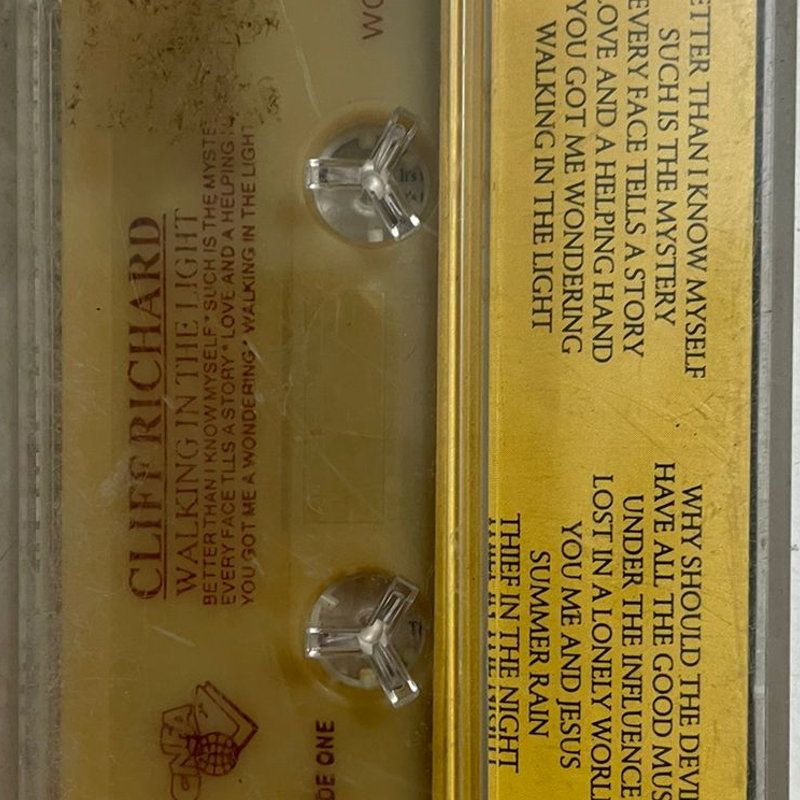 CLIFF RICHARD
WALKING IN THE LIGHT
BETTER THAN I KNOW MYSELF * SUCH IS THE MYSTE
EVERY FACE TLLS A STORY * LOVE AND A HELPING
YOU GOT ME A WONDERING * WALKING IN THE LIGHT
DE ONE
WO
ETTER THAN I KNOW MYSELF
SUCH IS THE MYSTERY
EVERY FACE TELLS A STORY
LOVE AND A HELPING HAND
YOU GOT ME WONDERING
WALKING IN THE LIGHT
WHY SHOULD THE DEVI
HAVE ALL THE GOOD MUS
UNDER THE INFLUENCE
LOST IN A LONELY WORL
YOU ME AND JESUS
SUMMER RAIN
THIEF IN THE NIGHT